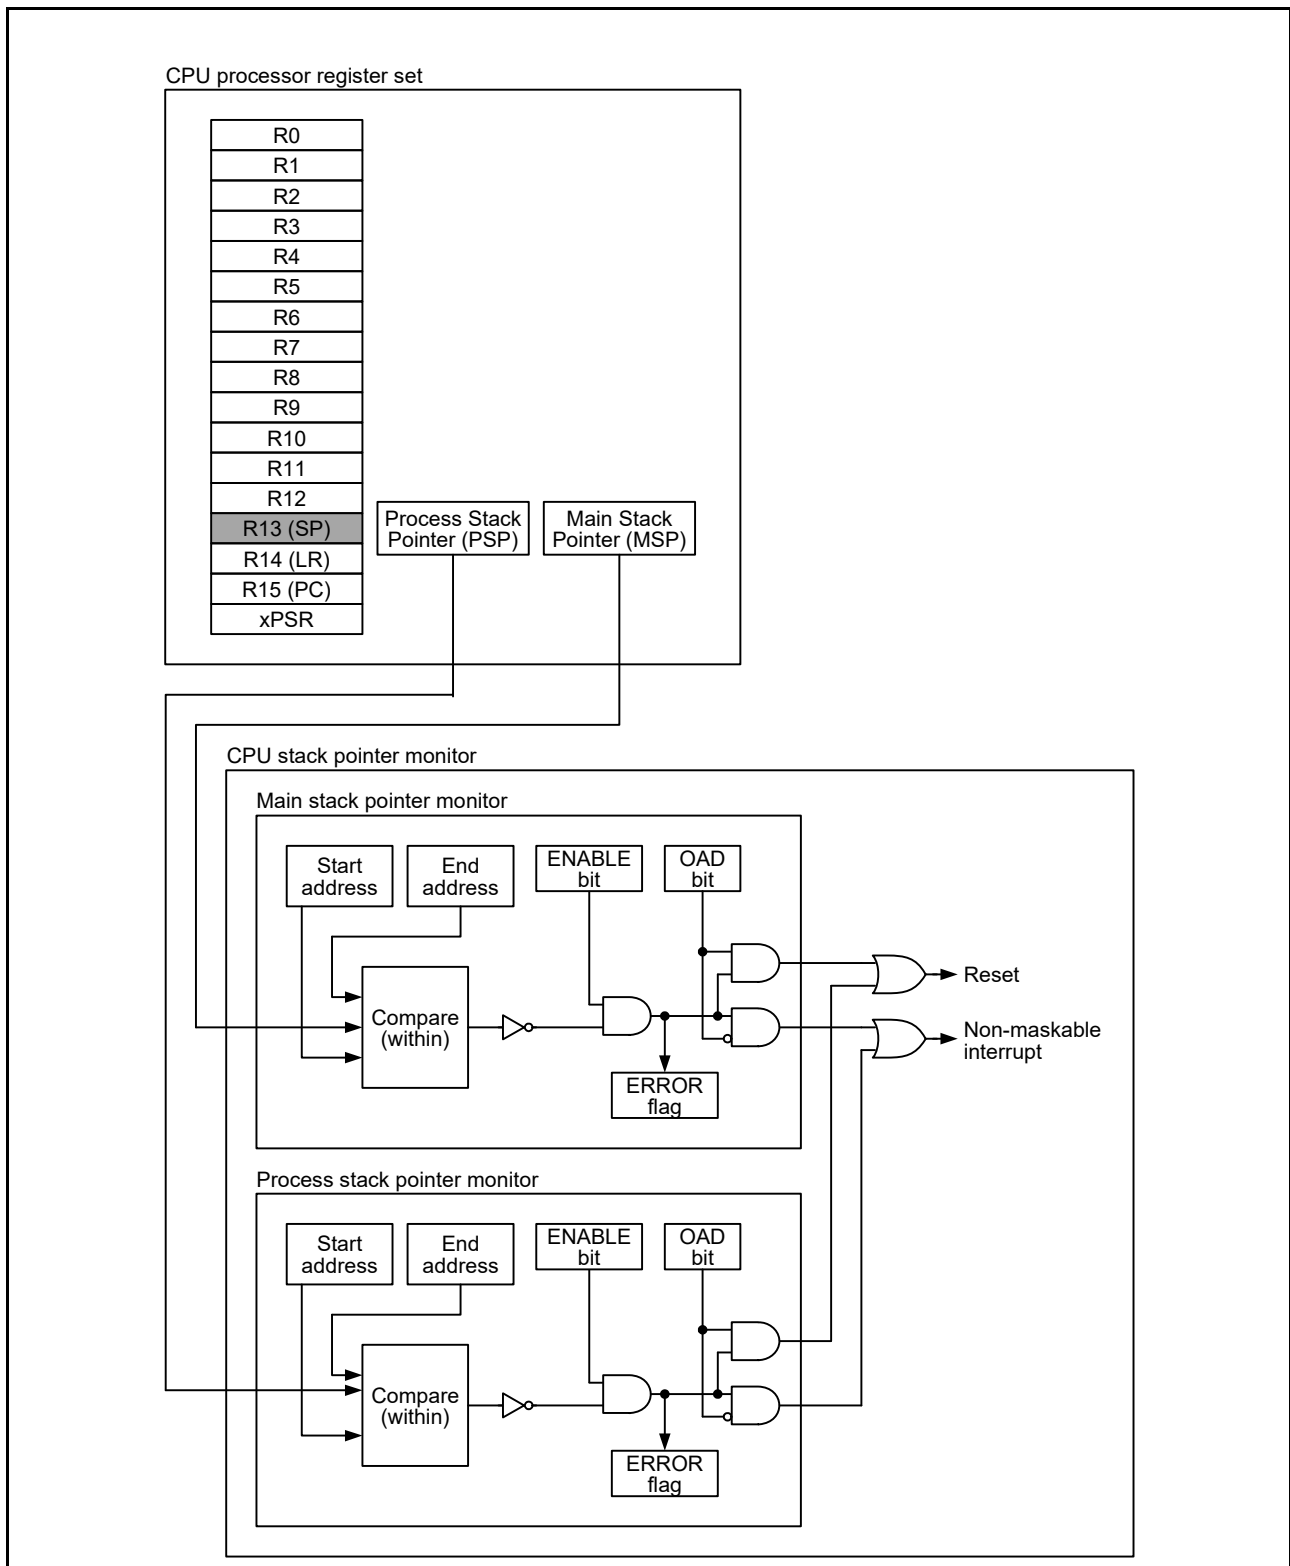 CPU processor register set
R0
R1
R2
R3
R4
R5
R6
R7
R8
R9
R10
R11
R12
R13 (SP)
R14 (LR)
R15 (PC)
xPSR
Process Stack
Pointer (PSP)
Main Stack
Pointer (MSP)
CPU stack pointer monitor
Main stack pointer monitor
Start
address
End
address
ENABLE
bit
OAD
bit
Compare
(within)
ERROR
flag
Reset
Non-maskable
interrupt
Process stack pointer monitor
Start
address
End
address
ENABLE
bit
OAD
bit
Compare
(within)
ERROR
flag